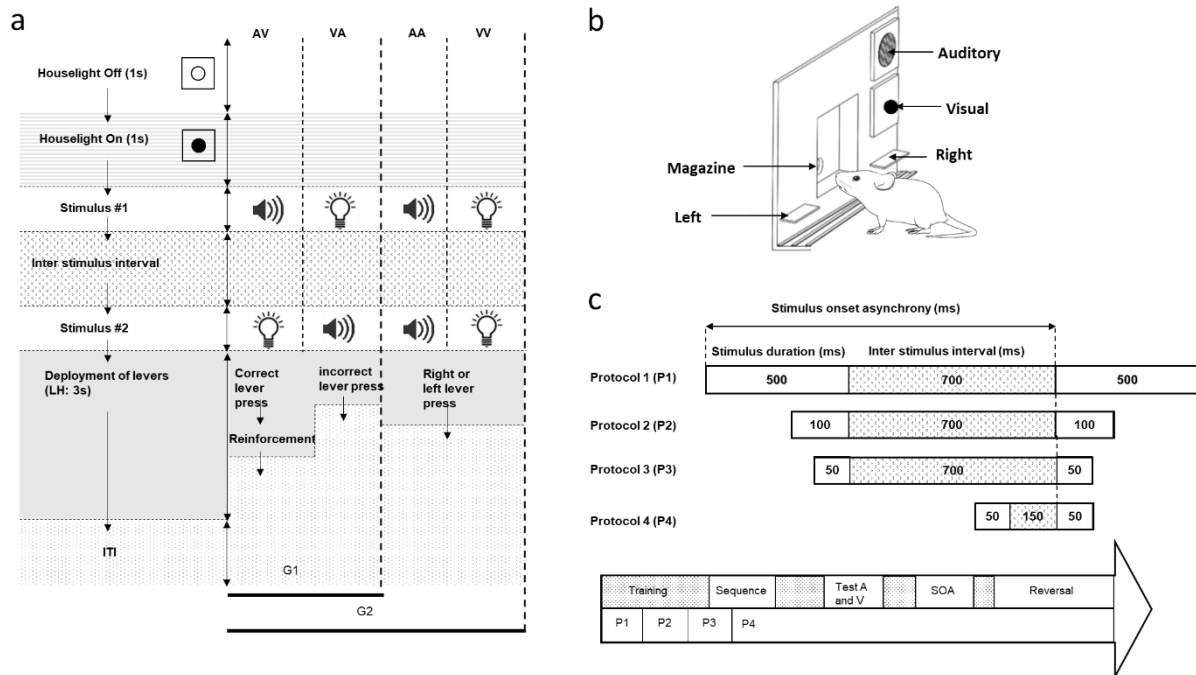 a
AV VA AA VV
Houselight Off (1s)
Houselight On (1s)
Stimulus #1
Inter stimulus interval
Stimulus #2
Deployment of levers
(LH: 3s)
Correct
lever
press
Reinforcement
incorrect
lever press
Right or
left lever
press
ITI
G1
G2
b
Auditory
Visual
Right
Magazine
Left
c
Stimulus onset asynchrony (ms)
Stimulus duration (ms) Inter stimulus interval (ms)
Protocol 1 (P1) 500 700 500
Protocol 2 (P2) 100 700 100
Protocol 3 (P3) 50 700 50
Protocol 4 (P4) 50 150 50
Training Sequence Test A
and V SOA Reversal
P1 P2 P3 P4